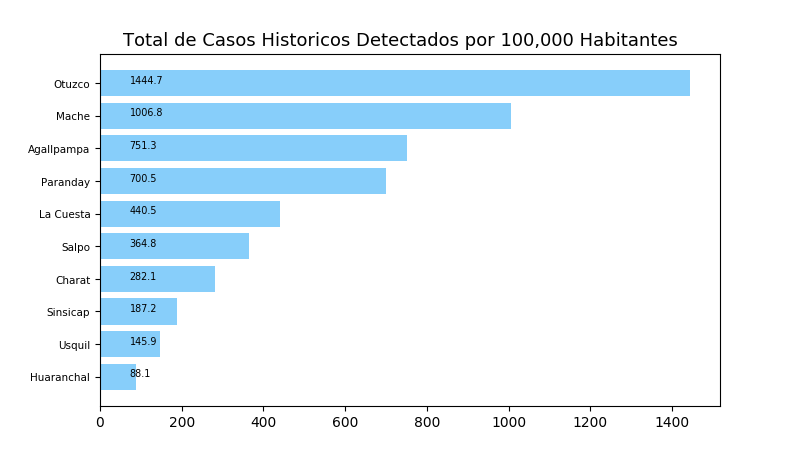 Total de Casos Historicos Detectados por 100,000 Habitantes
Otuzco 1444.7
Mache 1006.8
Agallpampa 751.3
Paranday 700.5
La Cuesta 440.5
Salpo 364.8
Charat 282.1
Sinsicap 187.2
Usquil 145.9
Huaranchal 88.1
0 200 400 600 800 1000 1200 1400